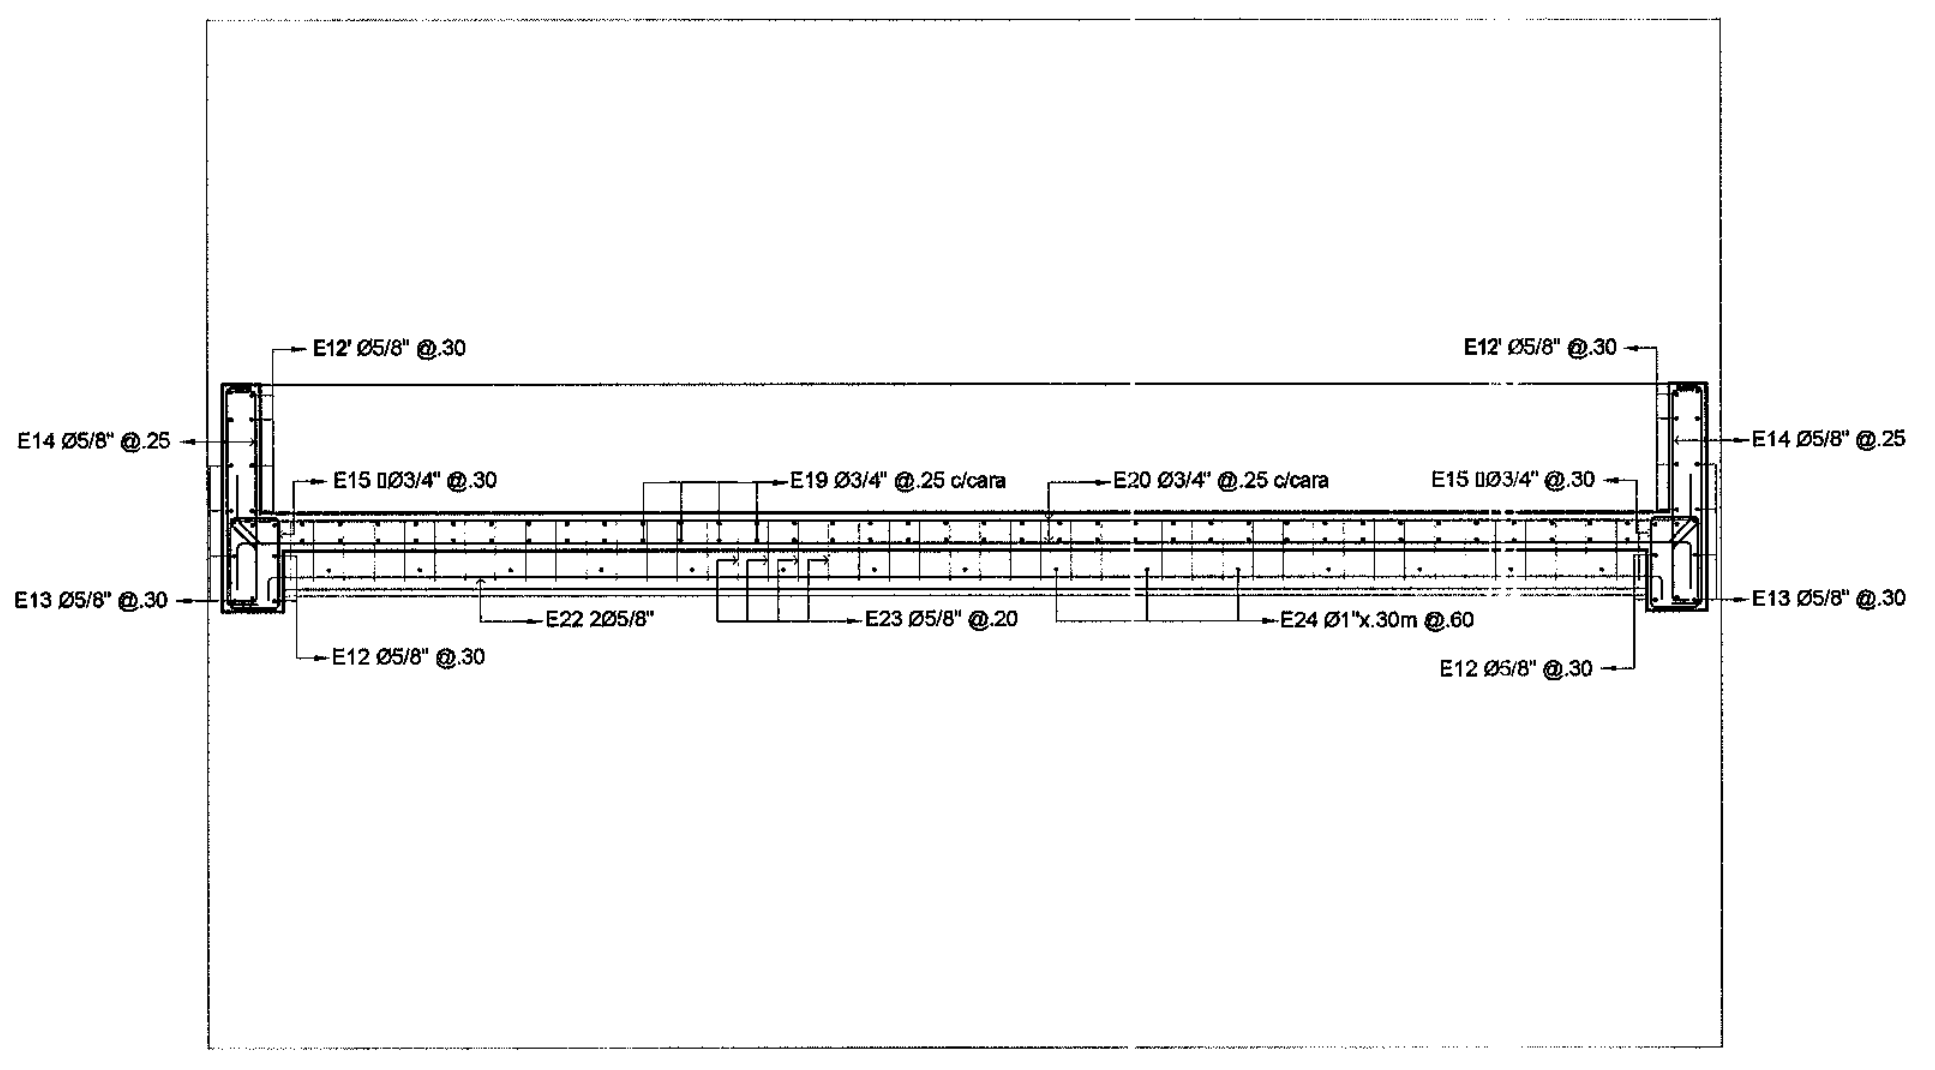 E12' Ø5/8" @.30
E12' Ø5/8" @.30
E14 Ø5/8" @.25
E14 Ø5/8" @.25
E15 ▯Ø3/4" @.30
E19 Ø3/4" @.25 c/cara
E20 Ø3/4" @.25 c/cara
E15 ▯Ø3/4" @.30
E13 Ø5/8" @.30
E13 Ø5/8" @.30
E22 2Ø5/8"
E23 Ø5/8" @.20
E24 Ø1"x.30m @.60
E12 Ø5/8" @.30
E12 Ø5/8" @.30